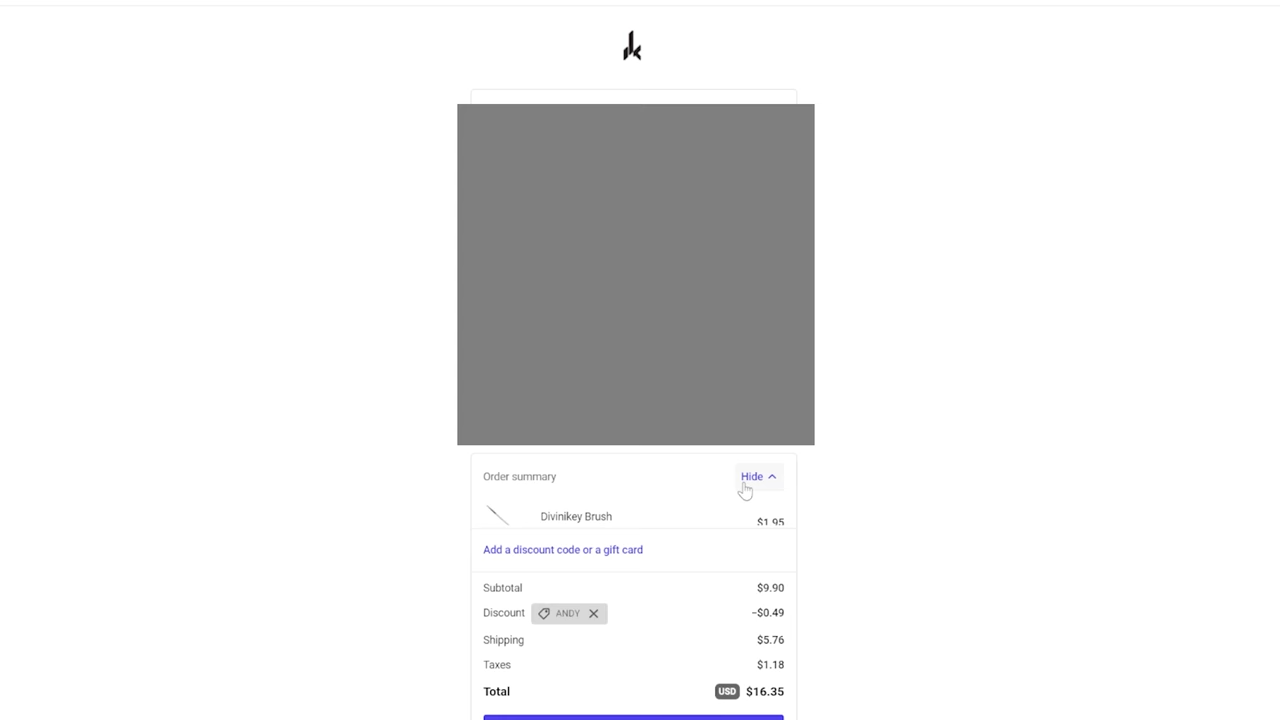 Order summary Hide
Divinikey Brush $1.95
Add a discount code or a gift card
Subtotal $9.90
Discount ANDY −$0.49
Shipping $5.76
Taxes $1.18
Total USD $16.35